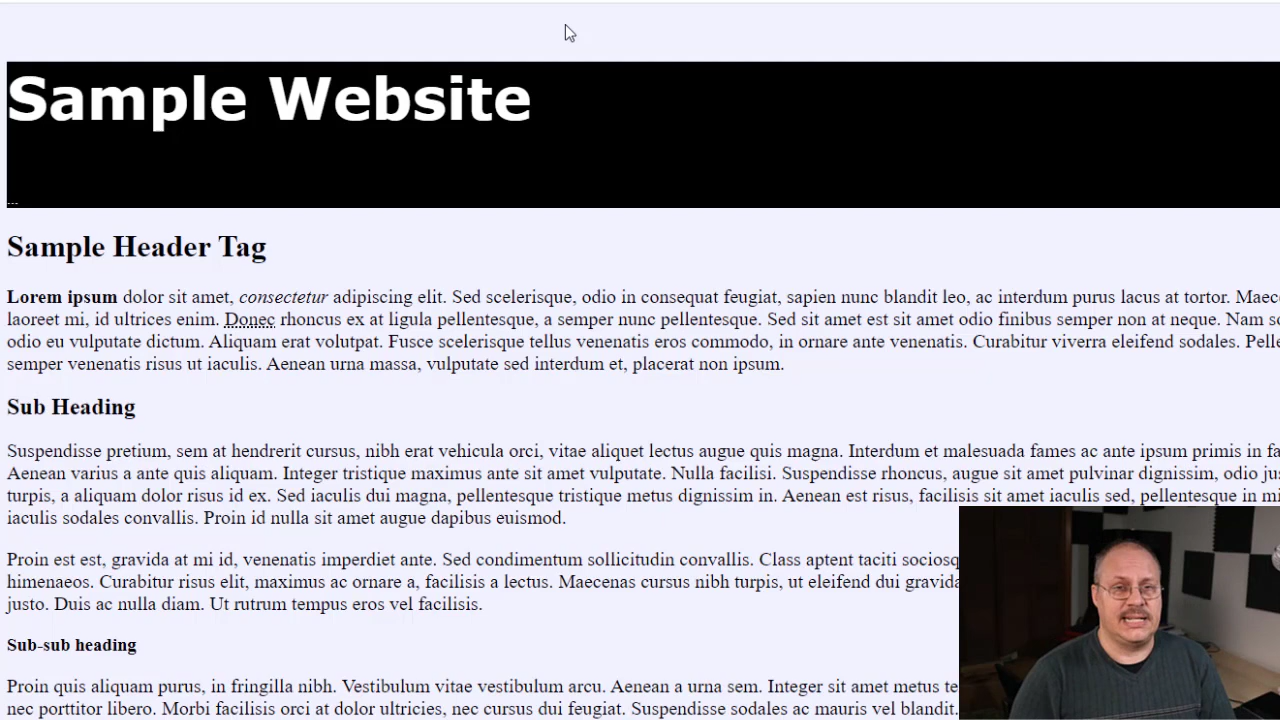 Sample Website
...
Sample Header Tag
Lorem ipsum dolor sit amet, consectetur adipiscing elit. Sed scelerisque, odio in consequat feugiat, sapien nunc blandit leo, ac interdum purus lacus at tortor.
laoreet mi, id ultrices enim. Donec rhoncus ex at ligula pellentesque, a semper nunc pellentesque. Sed sit amet est sit amet odio finibus semper non at neque. Nam
odio eu vulputate dictum. Aliquam erat volutpat. Fusce scelerisque tellus venenatis eros commodo, in ornare ante venenatis. Curabitur viverra eleifend sodales.
semper venenatis risus ut iaculis. Aenean urna massa, vulputate sed interdum et, placerat non ipsum.
Sub Heading
Suspendisse pretium, sem at hendrerit cursus, nibh erat vehicula orci, vitae aliquet lectus augue quis magna. Interdum et malesuada fames ac ante ipsum primis in
Aenean varius a ante quis aliquam. Integer tristique maximus ante sit amet vulputate. Nulla facilisi. Suspendisse rhoncus, augue sit amet pulvinar dignissim, odio
turpis, a aliquam dolor risus id ex. Sed iaculis dui magna, pellentesque tristique metus dignissim in. Aenean est risus, facilisis sit amet iaculis sed, pellentesque in
iaculis sodales convallis. Proin id nulla sit amet augue dapibus euismod.
Proin est est, gravida at mi id, venenatis imperdiet ante. Sed condimentum sollicitudin convallis. Class aptent taciti
himenaeos. Curabitur risus elit, maximus ac ornare a, facilisis a lectus. Maecenas cursus nibh turpis, ut eleifend dui gravida
justo. Duis ac nulla diam. Ut rutrum tempus eros vel facilisis.
Sub-sub heading
Proin quis aliquam purus, in fringilla nibh. Vestibulum vitae vestibulum arcu. Aenean a urna sem. Integer sit amet metus
nec porttitor libero. Morbi facilisis orci at dolor ultricies, nec cursus dui feugiat. Suspendisse sodales ac mauris vel blandit.